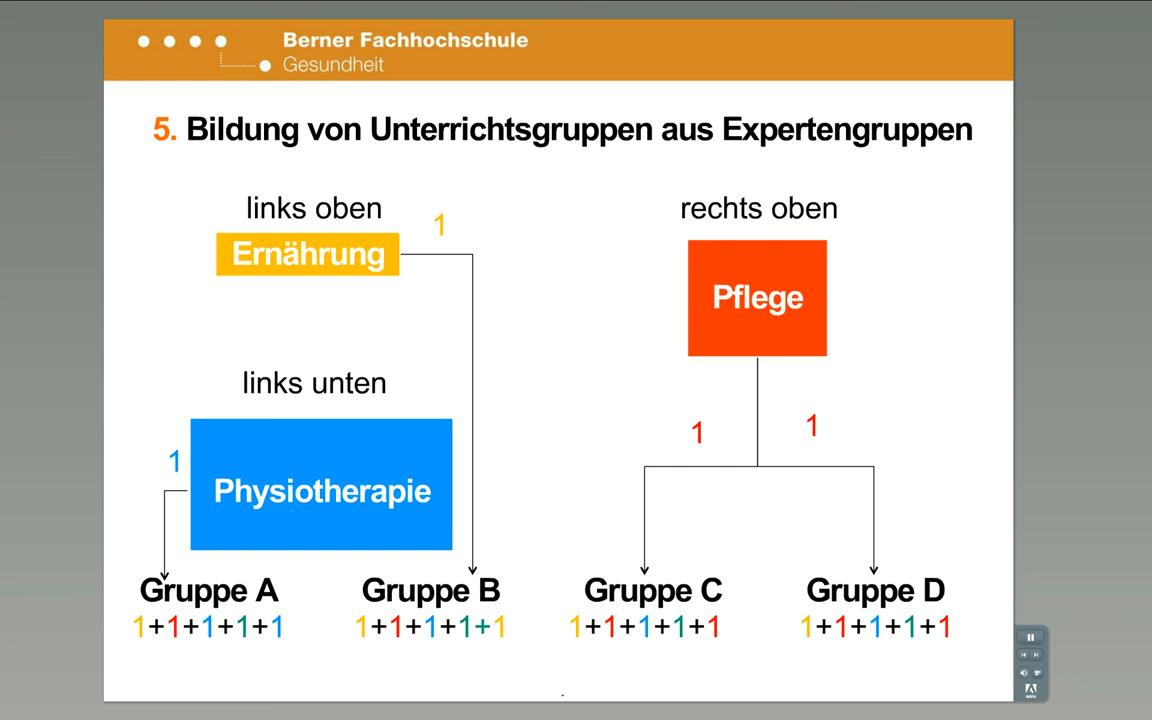 Berner Fachhochschule
Gesundheit
5. Bildung von Unterrichtsgruppen aus Expertengruppen
links oben
rechts oben
1
Ernährung
Pflege
links unten
1
1
1
Physiotherapie
Gruppe A
Gruppe B
Gruppe C
Gruppe D
1+1+1+1+1
1+1+1+1+1
1+1+1+1+1
1+1+1+1+1